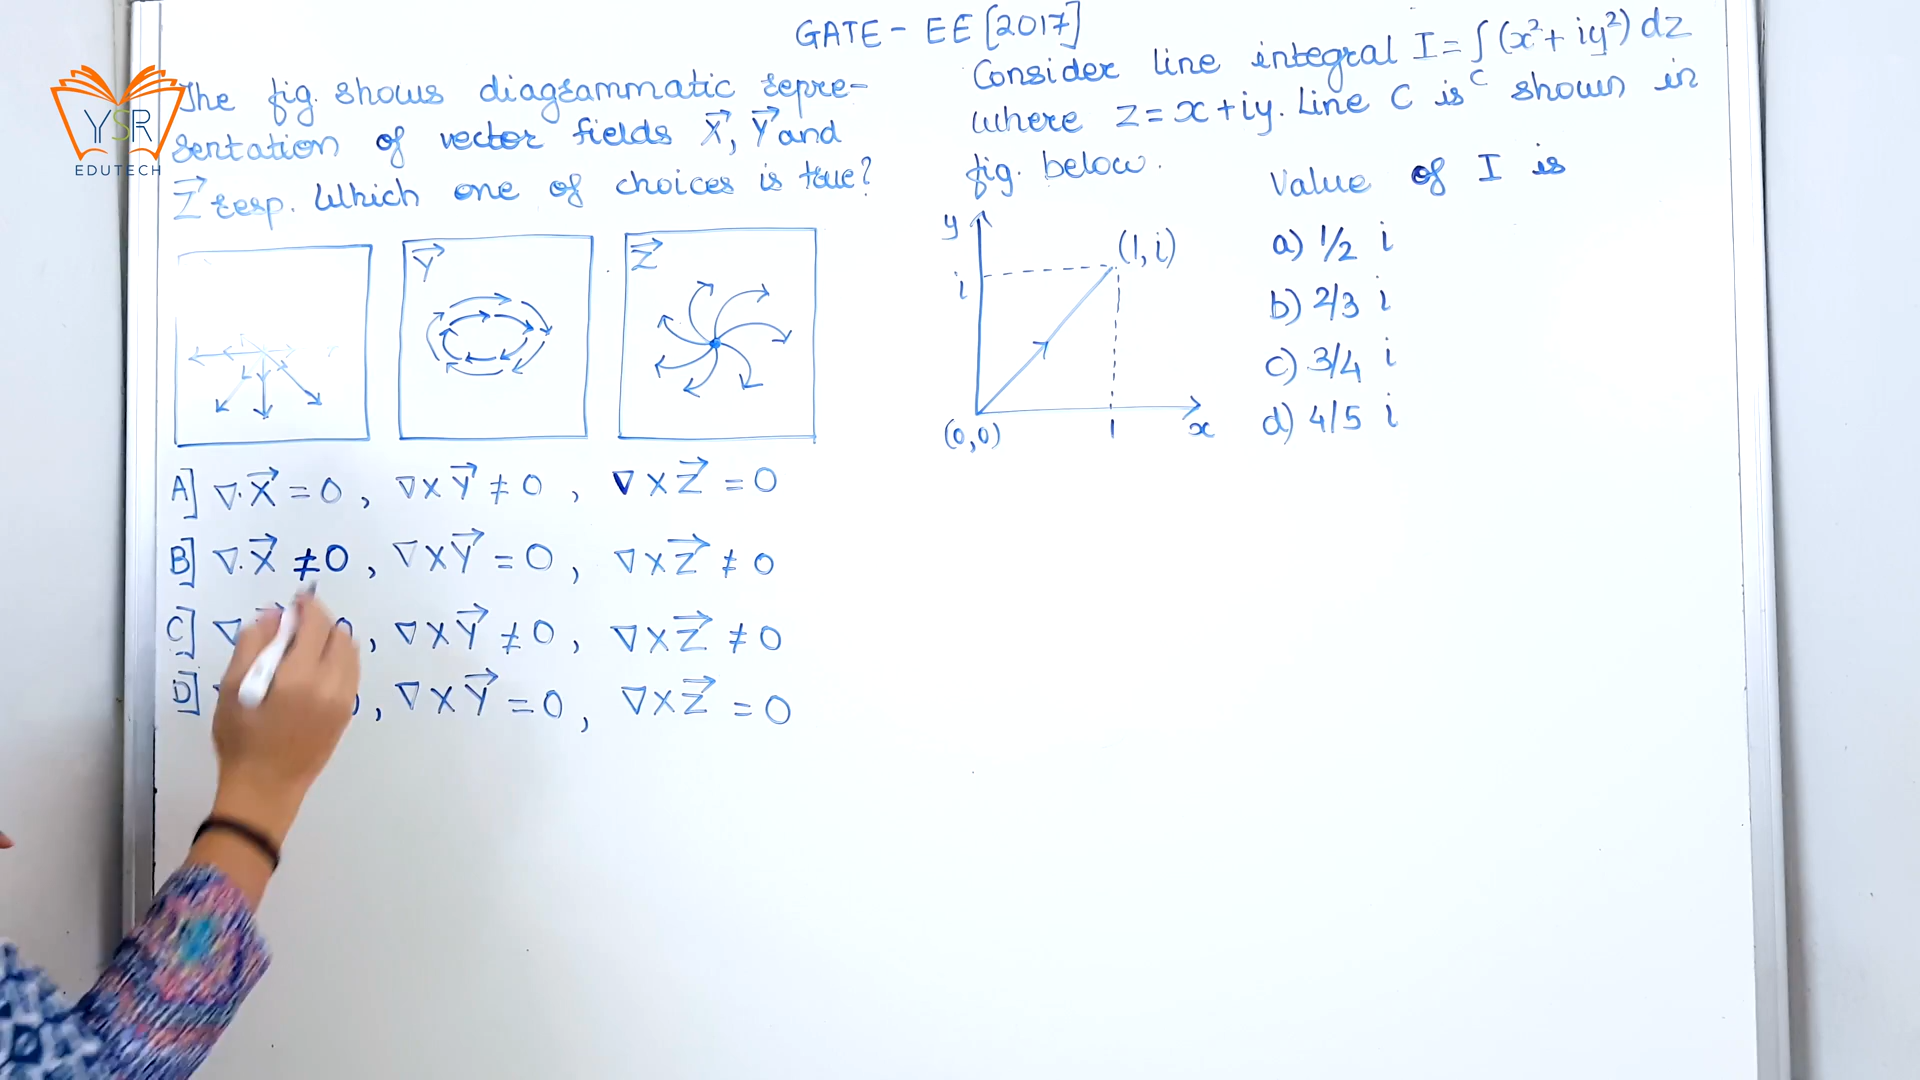 GATE - EE [2017]
YSR
EDUTECH
The fig. shows diagrammatic repre-
sentation of vector fields X⃗, Y⃗ and
Z⃗ resp. Which one of choices is true?
Y⃗
Z⃗
A] ∇·X⃗ = 0, ∇×Y⃗ ≠ 0, ∇×Z⃗ = 0
B] ∇·X⃗ ≠ 0, ∇×Y⃗ = 0, ∇×Z⃗ ≠ 0
C] ∇ 0, ∇×Y⃗ ≠ 0, ∇×Z⃗ ≠ 0
D] , ∇×Y⃗ = 0, ∇×Z⃗ = 0
Consider line integral I = ∫(x² + iy²) dz
C
where z = x + iy. Line C is shown in
fig. below.
Value of I is
y
(1, i)
i
(0,0)
1
x
a) 1/2 i
b) 2/3 i
c) 3/4 i
d) 4/5 i